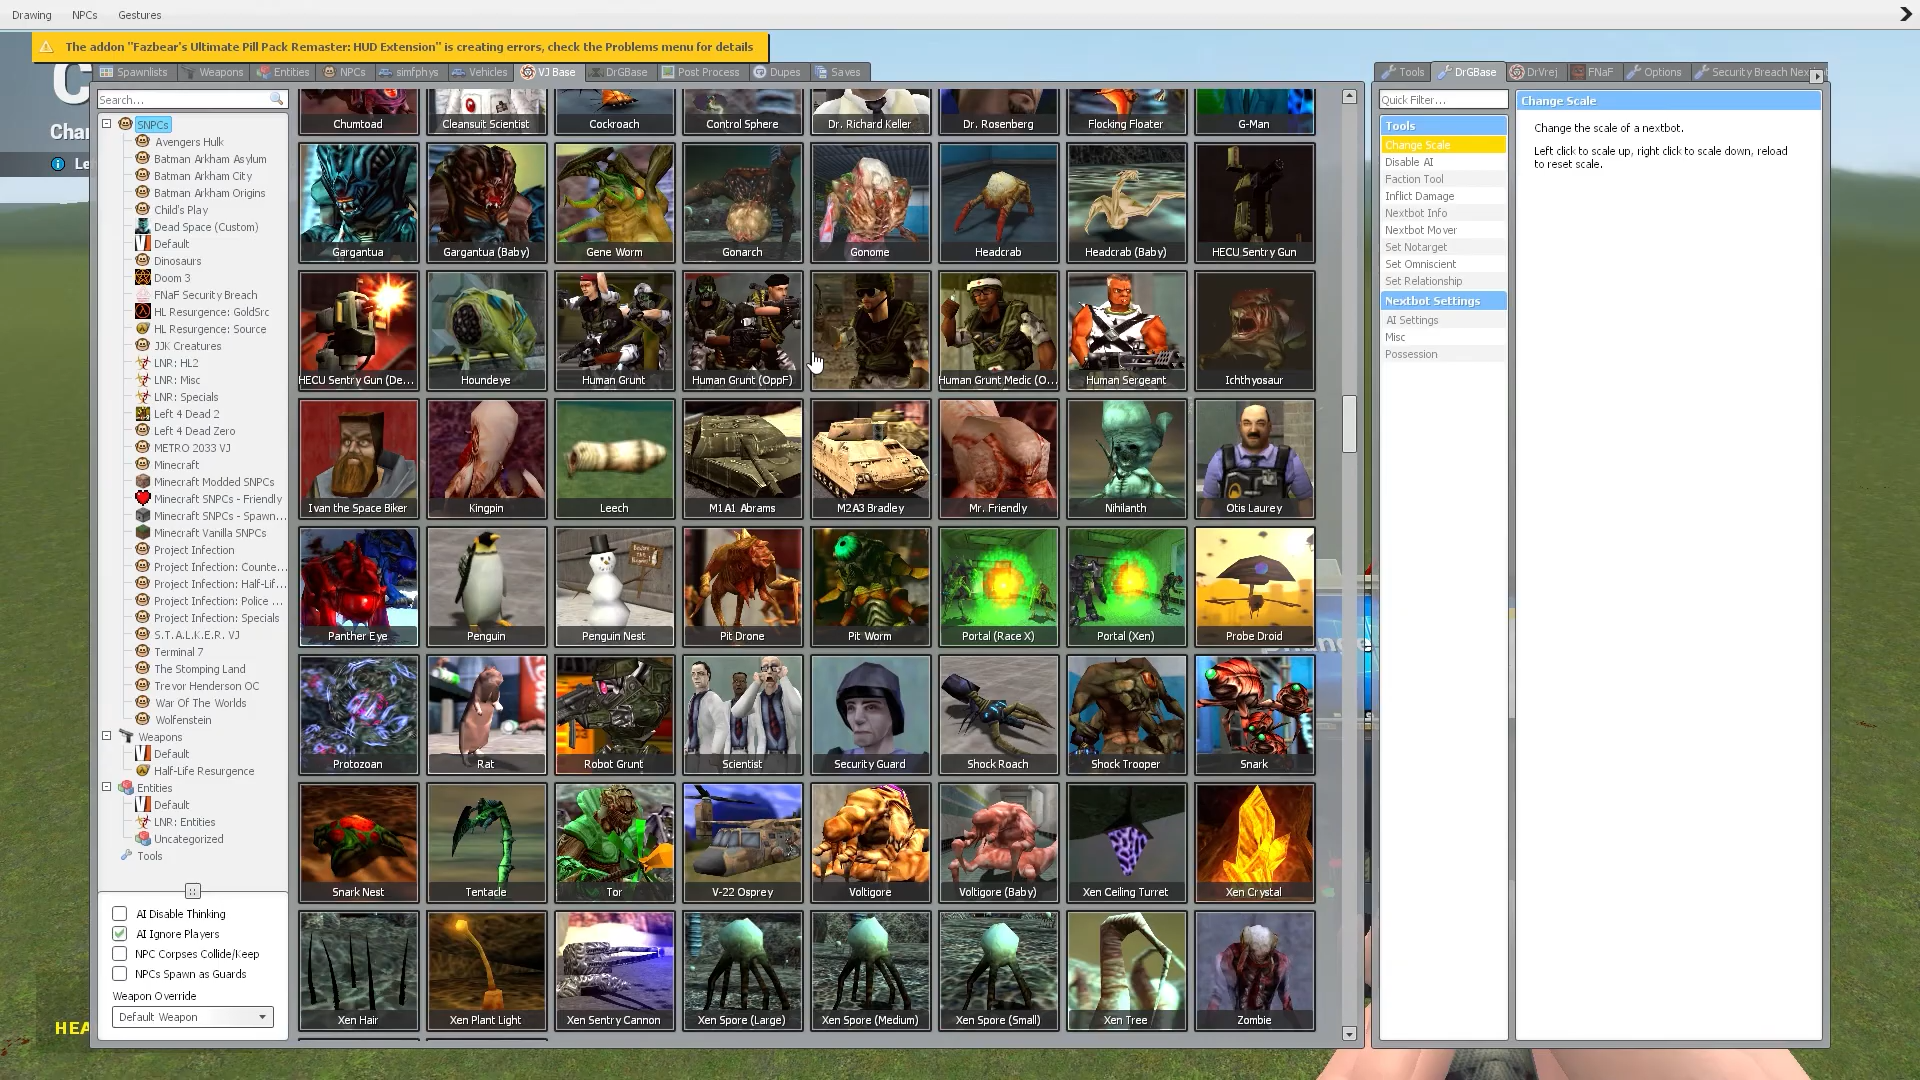 Drawing NPCs Gestures
The addon "Fazbear's Ultimate Pill Pack Remaster: HUD Extension" is creating errors, check the Problems menu for details
Spawnlists Weapons Entities NPCs simfphys Vehicles VJ Base DrGBase Post Process Dupes Saves
Tools DrGBase DrVrej FNaF Options
Search...
SNPCs
Avengers Hulk
Batman Arkham Asylum
Batman Arkham City
Batman Arkham Origins
Child's Play
Dead Space (Custom)
Default
Dinosaurs
Doom 3
FNaF Security Breach
HL Resurgence: GoldSrc
HL Resurgence: Source
JJK Creatures
LNR: HL2
LNR: Misc
LNR: Specials
Left 4 Dead 2
Left 4 Dead Zero
METRO 2033 VJ
Minecraft
Minecraft Modded SNPCs
Minecraft SNPCs - Friendly
Minecraft SNPCs - Spawn...
Minecraft Vanilla SNPCs
Project Infection
Project Infection: Counte...
Project Infection: Half-Lif...
Project Infection: Police ...
Project Infection: Specials
S.T.A.L.K.E.R. VJ
Terminal 7
The Stomping Land
Trevor Henderson OC
War Of The Worlds
Wolfenstein
Weapons
Default
Half-Life Resurgence
Entities
Default
LNR: Entities
Uncategorized
Tools
AI Disable Thinking
AI Ignore Players
NPC Corpses Collide/Keep
NPCs Spawn as Guards
Weapon Override
Default Weapon
Chumtoad Cleansuit Scientist Cockroach Control Sphere Dr. Richard Keller Dr. Rosenberg Flocking Floater G-Man
Gargantua Gargantua (Baby) Gene Worm Gonarch Gonome Headcrab Headcrab (Baby) HECU Sentry Gun
HECU Sentry Gun (De... Houndeye Human Grunt Human Grunt (OppF) Human Grunt Medic (O... Human Sergeant Ichthyosaur
Ivan the Space Biker Kingpin Leech M1A1 Abrams M2A3 Bradley Mr. Friendly Nihilanth Otis Laurey
Panther Eye Penguin Penguin Nest Pit Drone Pit Worm Portal (Race X) Portal (Xen) Probe Droid
Protozoan Rat Robot Grunt Scientist Security Guard Shock Roach Shock Trooper Snark
Snark Nest Tentacle Tor V-22 Osprey Voltigore Voltigore (Baby) Xen Ceiling Turret Xen Crystal
Xen Hair Xen Plant Light Xen Sentry Cannon Xen Spore (Large) Xen Spore (Medium) Xen Spore (Small) Xen Tree Zombie
Quick Filter...
Tools
Change Scale
Disable AI
Faction Tool
Inflict Damage
Nextbot Info
Nextbot Mover
Set Notarget
Set Omniscient
Set Relationship
Nextbot Settings
AI Settings
Misc
Possession
Change Scale
Change the scale of a nextbot.
Left click to scale up, right click to scale down, reload
to reset scale.